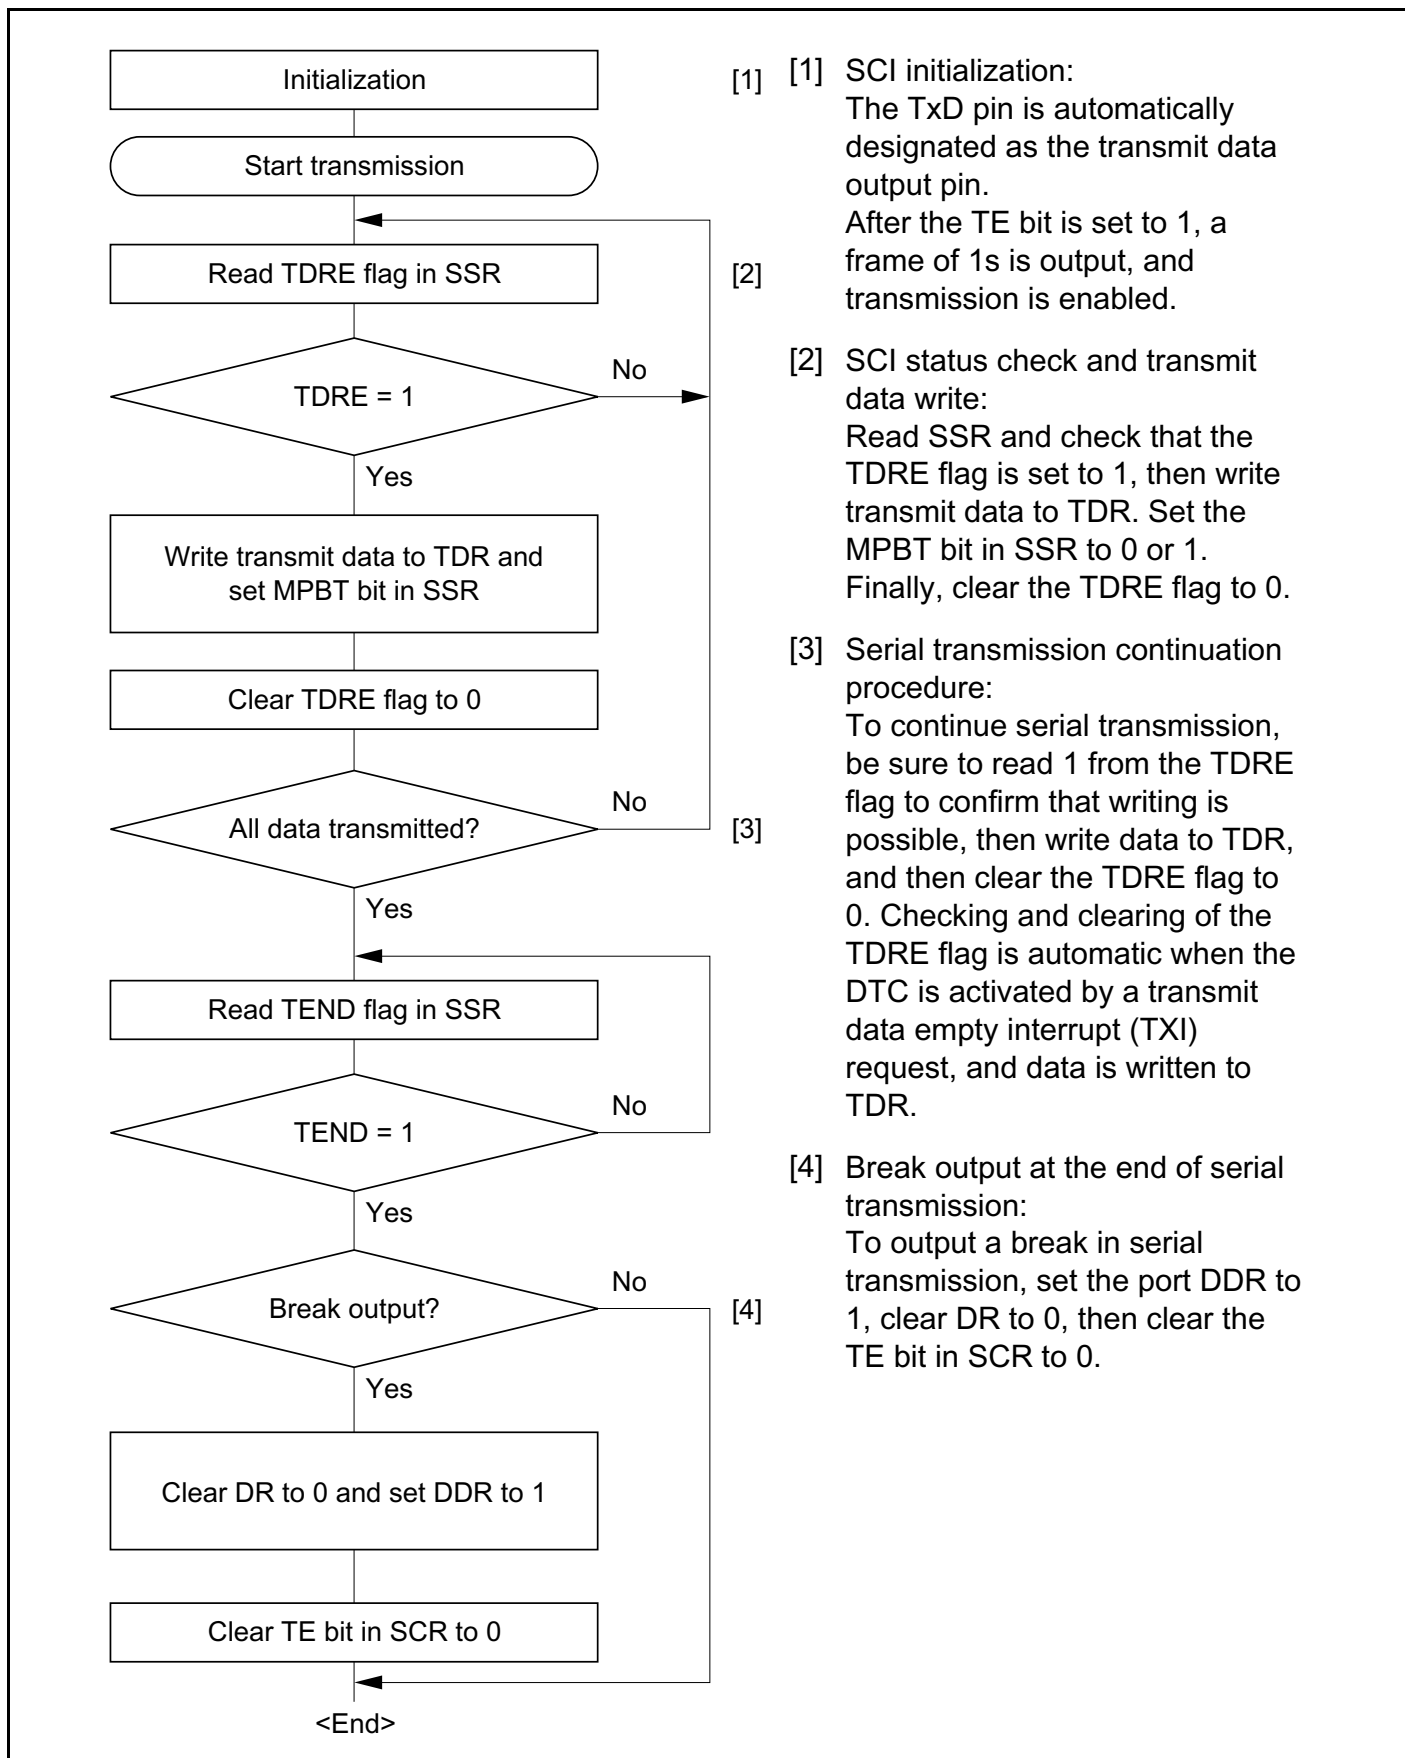 Initialization
[1]
Start transmission
Read TDRE flag in SSR
[2]
TDRE = 1
No
Yes
Write transmit data to TDR and
set MPBT bit in SSR
Clear TDRE flag to 0
All data transmitted?
No
[3]
Yes
Read TEND flag in SSR
TEND = 1
No
Yes
Break output?
No
[4]
Yes
Clear DR to 0 and set DDR to 1
Clear TE bit in SCR to 0
<End>
[1] SCI initialization:
The TxD pin is automatically
designated as the transmit data
output pin.
After the TE bit is set to 1, a
frame of 1s is output, and
transmission is enabled.
[2] SCI status check and transmit
data write:
Read SSR and check that the
TDRE flag is set to 1, then write
transmit data to TDR. Set the
MPBT bit in SSR to 0 or 1.
Finally, clear the TDRE flag to 0.
[3] Serial transmission continuation
procedure:
To continue serial transmission,
be sure to read 1 from the TDRE
flag to confirm that writing is
possible, then write data to TDR,
and then clear the TDRE flag to
0. Checking and clearing of the
TDRE flag is automatic when the
DTC is activated by a transmit
data empty interrupt (TXI)
request, and data is written to
TDR.
[4] Break output at the end of serial
transmission:
To output a break in serial
transmission, set the port DDR to
1, clear DR to 0, then clear the
TE bit in SCR to 0.